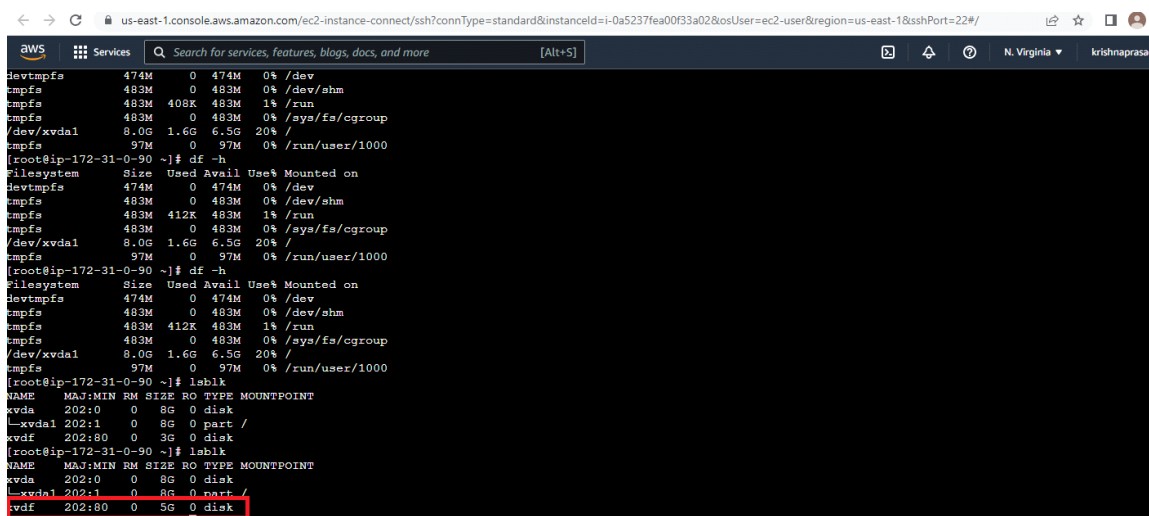 us-east-1.console.aws.amazon.com/ec2-instance-connect/ssh?connType=standard&instanceId=i-0a5237fea00f33a02&osUser=ec2-user&region=us-east-1&sshPort=22#/
aws Services Search for services, features, blogs, docs, and more [Alt+S] N. Virginia ▼ krishnaprasa
devtmpfs 474M 0 474M 0% /dev
tmpfs 483M 0 483M 0% /dev/shm
tmpfs 483M 408K 483M 1% /run
tmpfs 483M 0 483M 0% /sys/fs/cgroup
/dev/xvda1 8.0G 1.6G 6.5G 20% /
tmpfs 97M 0 97M 0% /run/user/1000
[root@ip-172-31-0-90 ~]# df -h
Filesystem Size Used Avail Use% Mounted on
devtmpfs 474M 0 474M 0% /dev
tmpfs 483M 0 483M 0% /dev/shm
tmpfs 483M 412K 483M 1% /run
tmpfs 483M 0 483M 0% /sys/fs/cgroup
/dev/xvda1 8.0G 1.6G 6.5G 20% /
tmpfs 97M 0 97M 0% /run/user/1000
[root@ip-172-31-0-90 ~]# df -h
Filesystem Size Used Avail Use% Mounted on
devtmpfs 474M 0 474M 0% /dev
tmpfs 483M 0 483M 0% /dev/shm
tmpfs 483M 412K 483M 1% /run
tmpfs 483M 0 483M 0% /sys/fs/cgroup
/dev/xvda1 8.0G 1.6G 6.5G 20% /
tmpfs 97M 0 97M 0% /run/user/1000
[root@ip-172-31-0-90 ~]# lsblk
NAME MAJ:MIN RM SIZE RO TYPE MOUNTPOINT
xvda 202:0 0 8G 0 disk
└─xvda1 202:1 0 8G 0 part /
xvdf 202:80 0 3G 0 disk
[root@ip-172-31-0-90 ~]# lsblk
NAME MAJ:MIN RM SIZE RO TYPE MOUNTPOINT
xvda 202:0 0 8G 0 disk
└─xvda1 202:1 0 8G 0 part /
xvdf 202:80 0 5G 0 disk